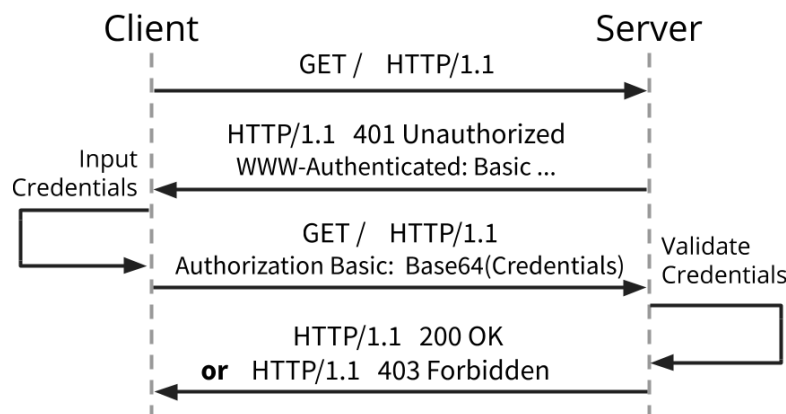 Client
Server
GET /    HTTP/1.1
HTTP/1.1   401 Unauthorized
WWW-Authenticated: Basic ...
Input
Credentials
GET /    HTTP/1.1
Authorization Basic:  Base64(Credentials)
Validate
Credentials
HTTP/1.1   200 OK
or   HTTP/1.1   403 Forbidden